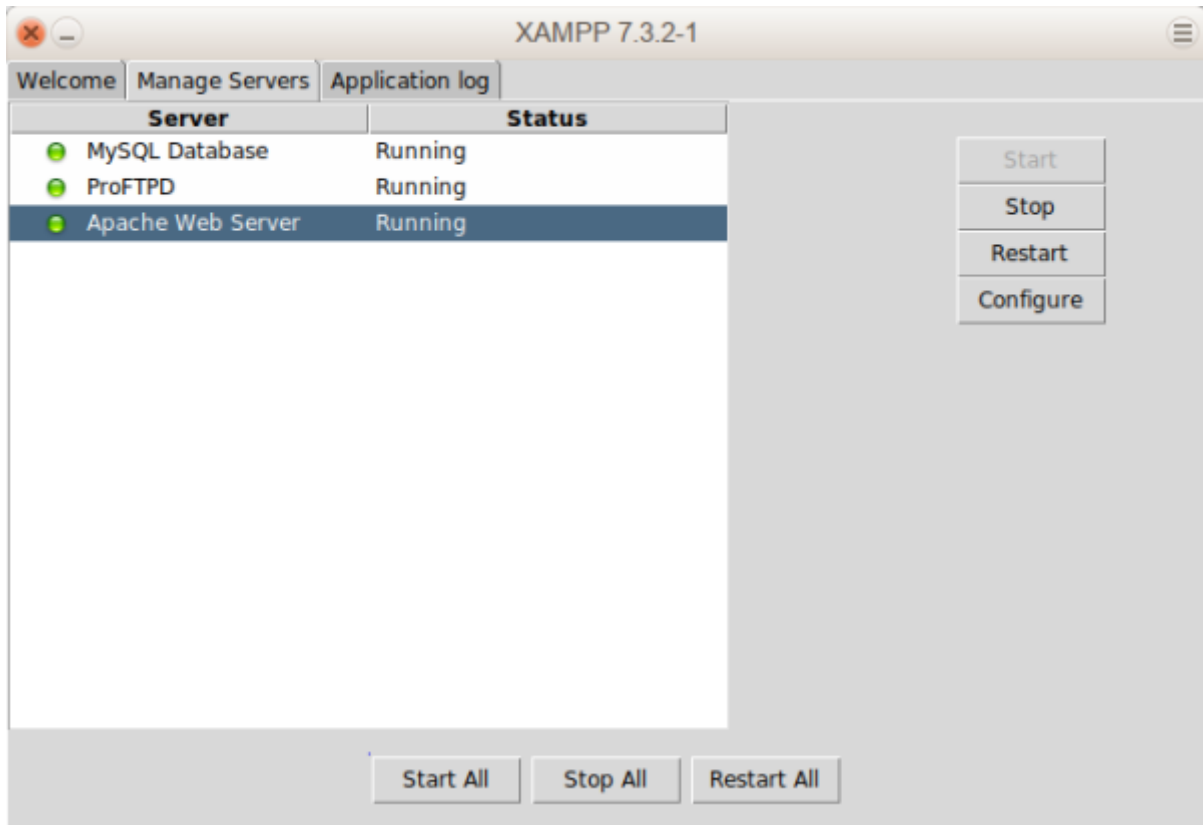 XAMPP 7.3.2-1
Welcome Manage Servers Application log
Server Status
MySQL Database Running
ProFTPD Running
Apache Web Server Running
Start
Stop
Restart
Configure
Start All Stop All Restart All